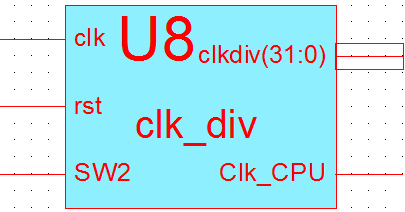 clk U8 clkdiv(31:0)
rst
clk_div
SW2 Clk_CPU